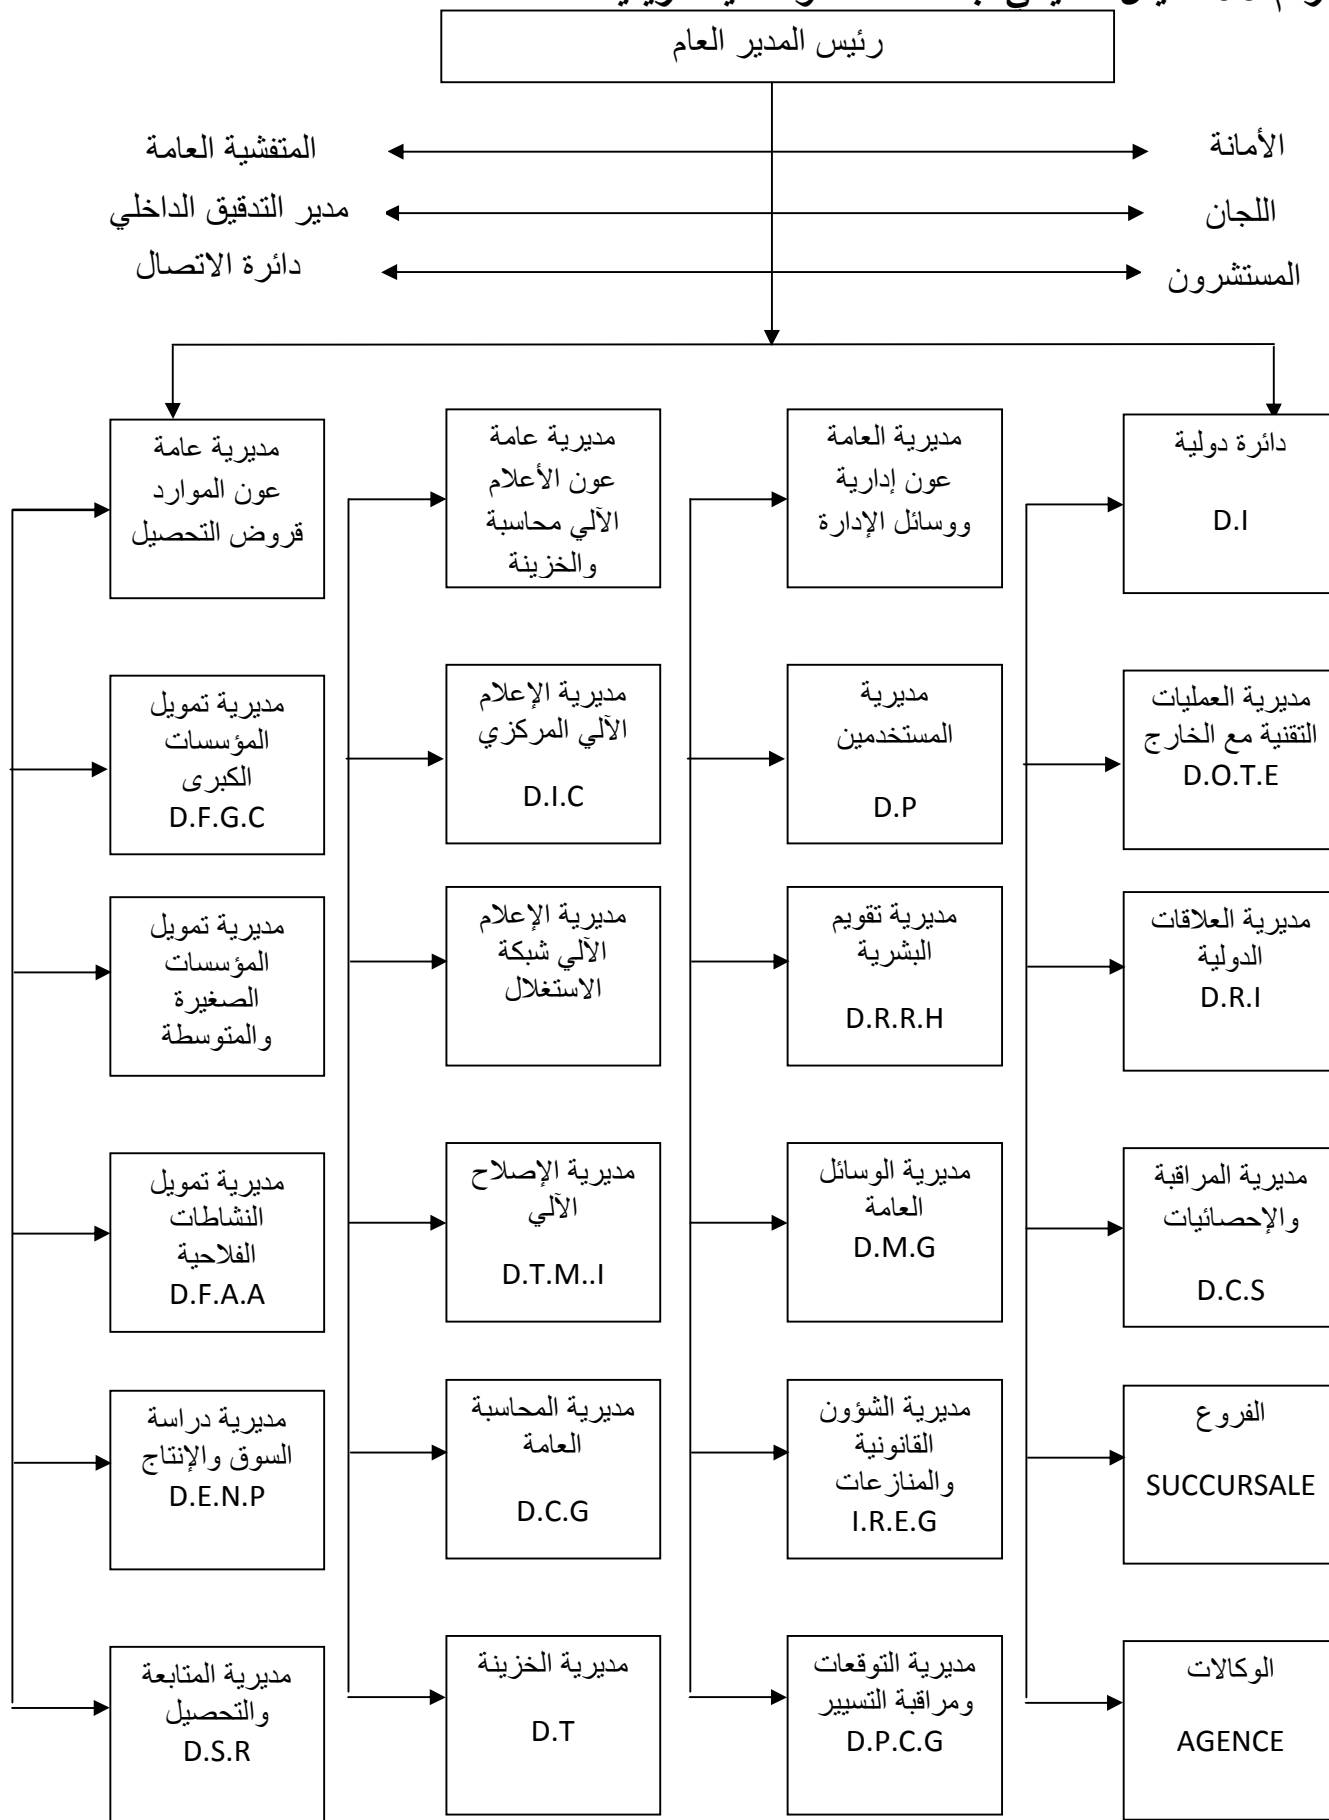 رئيس المدير العام
الأمانة
المتفشية العامة
اللجان
مدير التدقيق الداخلي
المستشرون
دائرة الاتصال
دائرة دولية
D.I
مديرية العامة
عون إدارية
ووسائل الإدارة
مديرية عامة
عون الأعلام
الآلي محاسبة
والخزينة
مديرية عامة
عون الموارد
قروض التحصيل
مديرية العمليات
التقنية مع الخارج
D.O.T.E
مديرية
المستخدمين
D.P
مديرية الإعلام
الآلي المركزي
D.I.C
مديرية تمويل
المؤسسات
الكبرى
D.F.G.C
مديرية العلاقات
الدولية
D.R.I
مديرية تقويم
البشرية
D.R.R.H
مديرية الإعلام
الآلي شبكة
الاستغلال
مديرية تمويل
المؤسسات
الصغيرة
والمتوسطة
مديرية المراقبة
والإحصائيات
D.C.S
مديرية الوسائل
العامة
D.M.G
مديرية الإصلاح
الآلي
D.T.M..I
مديرية تمويل
النشاطات
الفلاحية
D.F.A.A
الفروع
SUCCURSALE
مديرية الشؤون
القانونية
والمنازعات
I.R.E.G
مديرية المحاسبة
العامة
D.C.G
مديرية دراسة
السوق والإنتاج
D.E.N.P
الوكالات
AGENCE
مديرية التوقعات
ومراقبة التسيير
D.P.C.G
مديرية الخزينة
D.T
مديرية المتابعة
والتحصيل
D.S.R